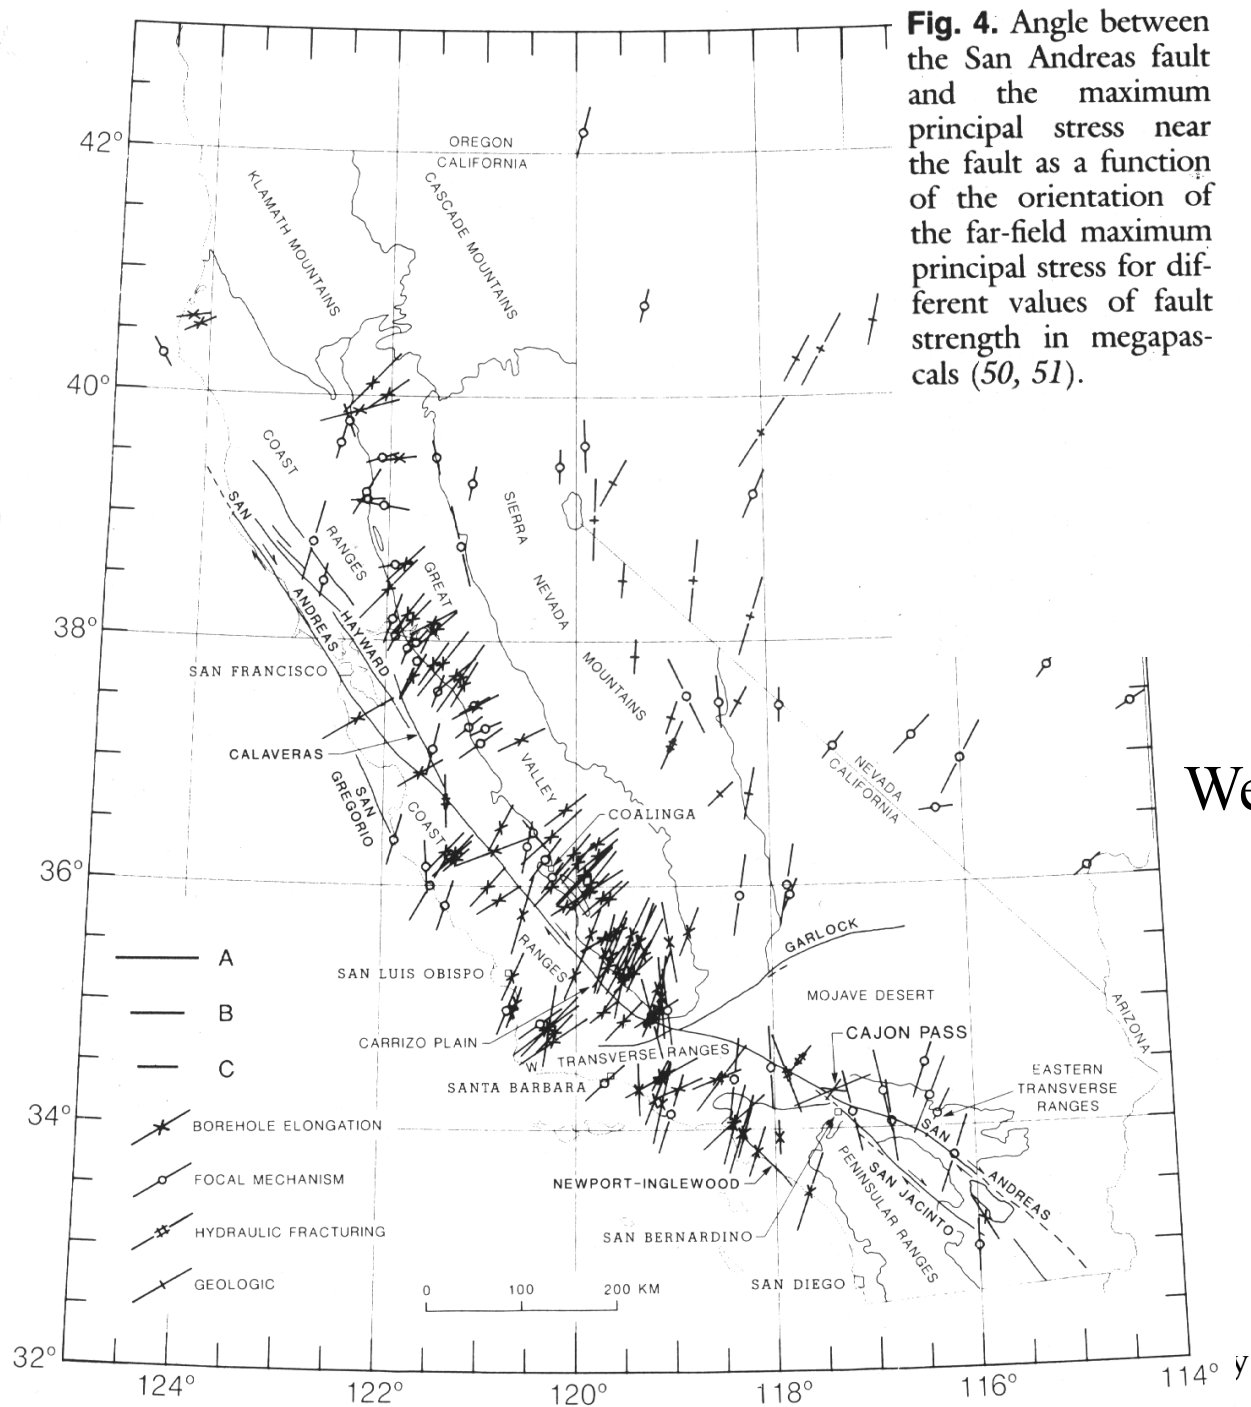 Fig. 4. Angle between
the San Andreas fault
and the maximum
principal stress near
the fault as a function
of the orientation of
the far-field maximum
principal stress for dif-
ferent values of fault
strength in megapas-
cals (50, 51).
42°
OREGON
CALIFORNIA
KLAMATH MOUNTAINS
CASCADE MOUNTAINS
40°
COAST
RANGES
SAN
ANDREAS
HAYWARD
GREAT
VALLEY
SIERRA
NEVADA
MOUNTAINS
38°
SAN FRANCISCO
CALAVERAS
SAN
GREGORIO
NEVADA
CALIFORNIA
We
COAST
RANGES
COALINGA
36°
A
B
C
GARLOCK
SAN LUIS OBISPO
MOJAVE DESERT
ARIZONA
CARRIZO PLAIN
CAJON PASS
W TRANSVERSE RANGES
SANTA BARBARA
EASTERN
TRANSVERSE
RANGES
34°
BOREHOLE ELONGATION
FOCAL MECHANISM
HYDRAULIC FRACTURING
GEOLOGIC
SAN
ANDREAS
SAN JACINTO
PENINSULAR RANGES
NEWPORT-INGLEWOOD
SAN BERNARDINO
SAN DIEGO
0 100 200 KM
32°
y
124° 122° 120° 118° 116° 114°